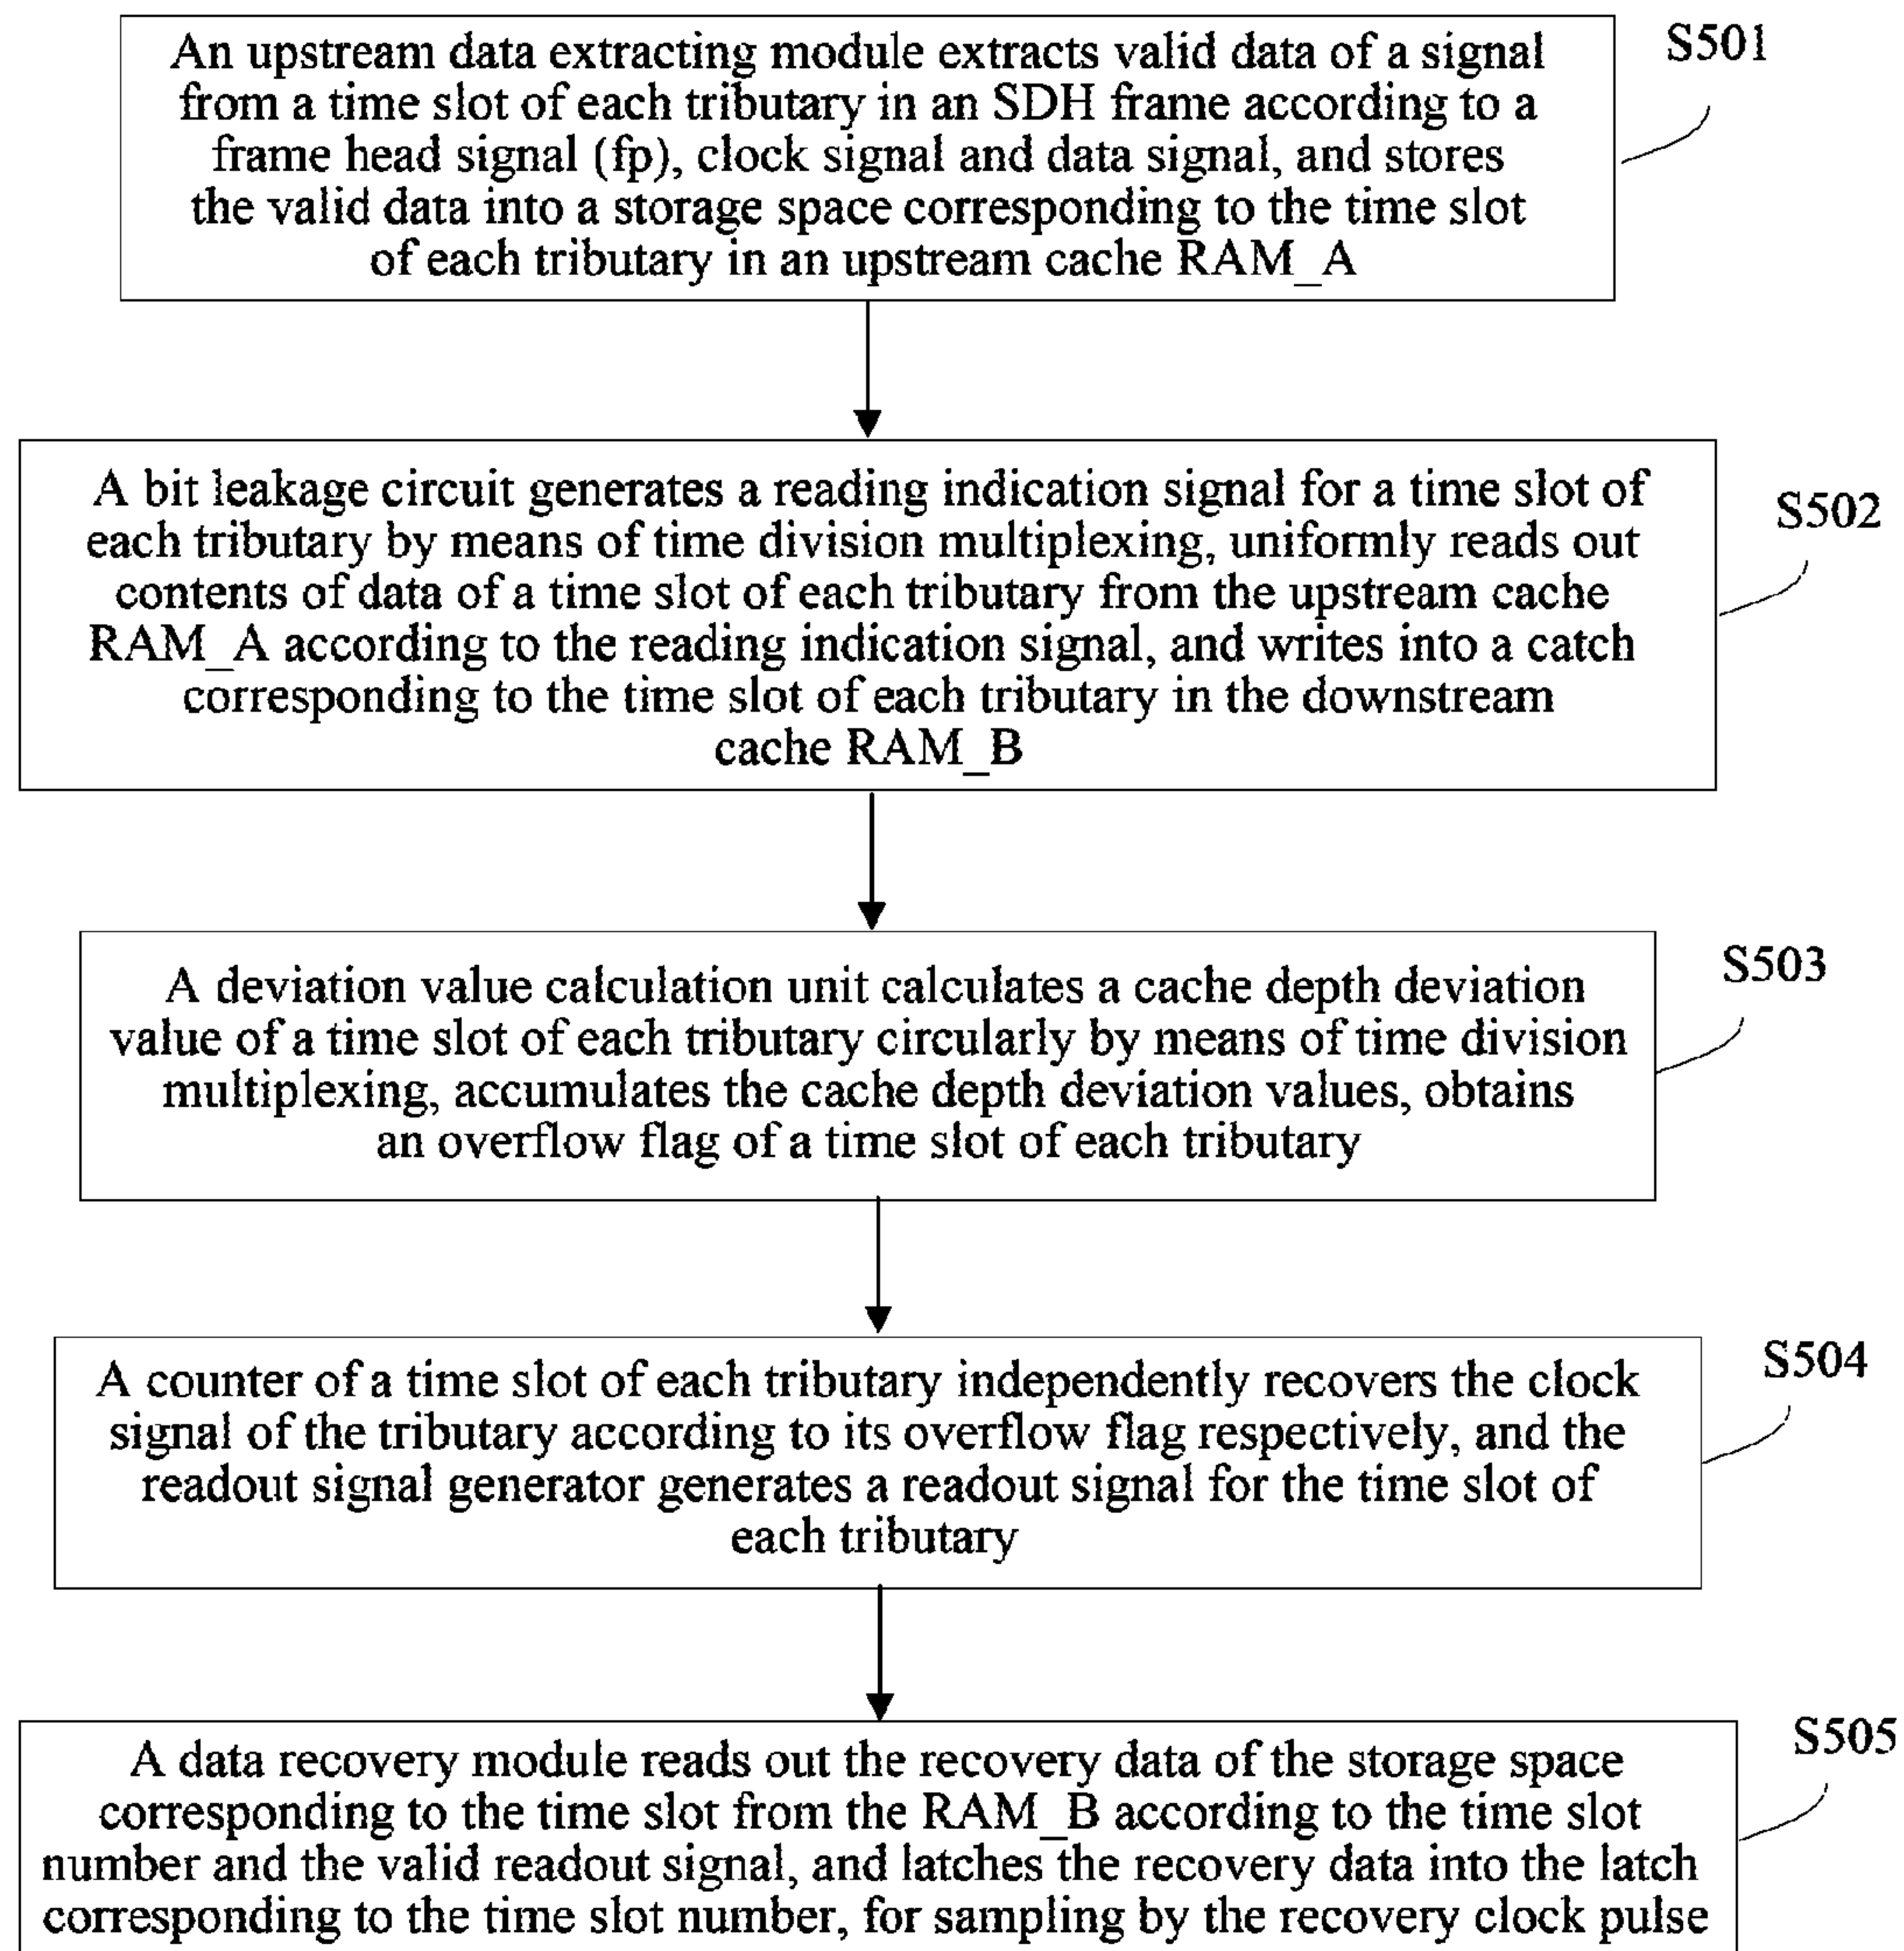 An upstream data extracting module extracts valid data of a signal
from a time slot of each tributary in an SDH frame according to a
frame head signal (fp), clock signal and data signal, and stores
the valid data into a storage space corresponding to the time slot
of each tributary in an upstream cache RAM_A
S501
A bit leakage circuit generates a reading indication signal for a time slot of
each tributary by means of time division multiplexing, uniformly reads out
contents of data of a time slot of each tributary from the upstream cache
RAM_A according to the reading indication signal, and writes into a catch
corresponding to the time slot of each tributary in the downstream
cache RAM_B
S502
A deviation value calculation unit calculates a cache depth deviation
value of a time slot of each tributary circularly by means of time division
multiplexing, accumulates the cache depth deviation values, obtains
an overflow flag of a time slot of each tributary
S503
A counter of a time slot of each tributary independently recovers the clock
signal of the tributary according to its overflow flag respectively, and the
readout signal generator generates a readout signal for the time slot of
each tributary
S504
A data recovery module reads out the recovery data of the storage space
corresponding to the time slot from the RAM_B according to the time slot
number and the valid readout signal, and latches the recovery data into the latch
corresponding to the time slot number, for sampling by the recovery clock pulse
S505